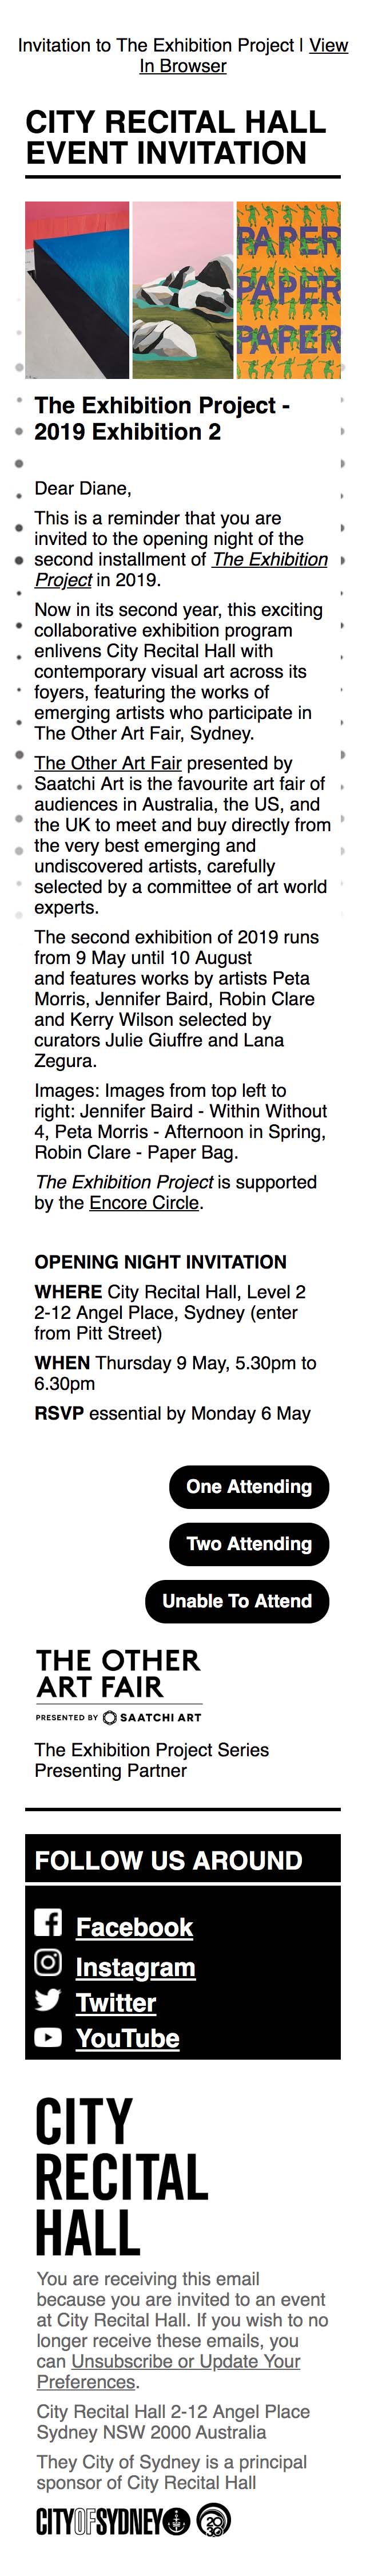 Invitation to The Exhibition Project | View
In Browser
CITY RECITAL HALL
EVENT INVITATION
PAPER
PAPER
PAPER
The Exhibition Project -
2019 Exhibition 2
Dear Diane,
This is a reminder that you are
invited to the opening night of the
second installment of The Exhibition
Project in 2019.
Now in its second year, this exciting
collaborative exhibition program
enlivens City Recital Hall with
contemporary visual art across its
foyers, featuring the works of
emerging artists who participate in
The Other Art Fair, Sydney.
The Other Art Fair presented by
Saatchi Art is the favourite art fair of
audiences in Australia, the US, and
the UK to meet and buy directly from
the very best emerging and
undiscovered artists, carefully
selected by a committee of art world
experts.
The second exhibition of 2019 runs
from 9 May until 10 August
and features works by artists Peta
Morris, Jennifer Baird, Robin Clare
and Kerry Wilson selected by
curators Julie Giuffre and Lana
Zegura.
Images: Images from top left to
right: Jennifer Baird - Within Without
4, Peta Morris - Afternoon in Spring,
Robin Clare - Paper Bag.
The Exhibition Project is supported
by the Encore Circle.
OPENING NIGHT INVITATION
WHERE City Recital Hall, Level 2
2-12 Angel Place, Sydney (enter
from Pitt Street)
WHEN Thursday 9 May, 5.30pm to
6.30pm
RSVP essential by Monday 6 May
One Attending
Two Attending
Unable To Attend
THE OTHER
ART FAIR
PRESENTED BY SAATCHI ART
The Exhibition Project Series
Presenting Partner
FOLLOW US AROUND
Facebook
Instagram
Twitter
YouTube
CITY
RECITAL
HALL
You are receiving this email
because you are invited to an event
at City Recital Hall. If you wish to no
longer receive these emails, you
can Unsubscribe or Update Your
Preferences.
City Recital Hall 2-12 Angel Place
Sydney NSW 2000 Australia
They City of Sydney is a principal
sponsor of City Recital Hall
CITY OF SYDNEY 2030